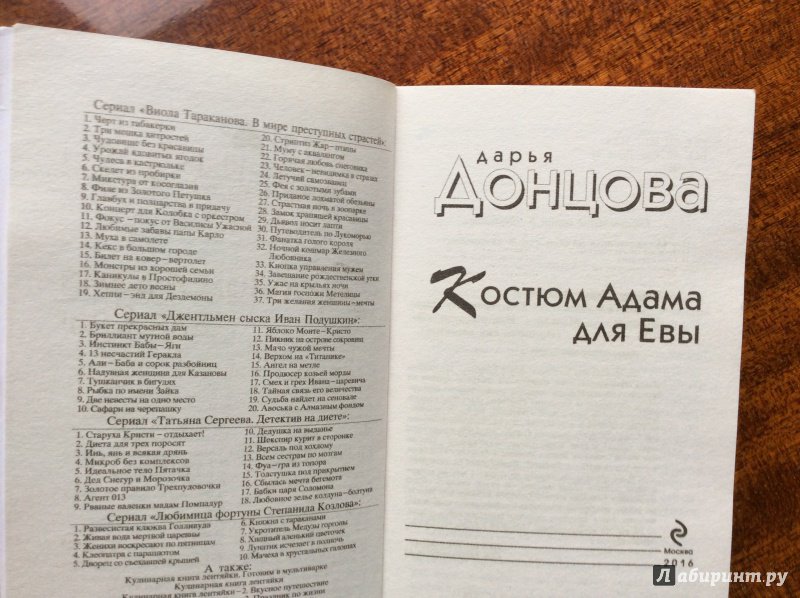 Сериал «Виола Тараканова. В мире преступных страстей»:
1. Черт из табакерки
2. Три мешка хитростей
3. Чудовище без красавицы
4. Урожай ядовитых ягодок
5. Чудеса в кастрюльке
6. Скелет из пробирки
7. Микстура от косоглазия
8. Филе из Золотого Петушка
9. Главбух и полцарства в придачу
10. Концерт для Колобка с оркестром
11. Фокус-покус от Василисы Ужасной
12. Любимые забавы папы Карло
13. Муха в самолете
14. Кекс в большом городе
15. Билет на ковер-вертолет
16. Монстры из хорошей семьи
17. Каникулы в Простофилино
18. Зимнее лето весны
19. Хеппи-энд для Дездемоны
20. Стриптиз Жар-птицы
21. Муму с аквалангом
22. Горячая любовь снеговика
23. Человек-невидимка в стразах
24. Летучий самозванец
25. Фея с золотыми зубами
26. Приданое лохматой обезьяны
27. Страстная ночь в зоопарке
28. Замок храпящей красавицы
29. Дьявол носит лапти
30. Путеводитель по Лукоморью
31. Фанатка голого короля
32. Ночной кошмар Железного
Любовника
33. Кнопка управления мужем
34. Завещание рождественской утки
35. Ужас на крыльях ночи
36. Магия госпожи Метелицы
37. Три желания женщины-мечты
Сериал «Джентльмен сыска Иван Подушкин»:
1. Букет прекрасных дам
2. Бриллиант мутной воды
3. Инстинкт Бабы-Яги
4. 13 несчастий Геракла
5. Али-Баба и сорок разбойниц
6. Надувная женщина для Казановы
7. Тушканчик в бигудях
8. Рыбка по имени Зайка
9. Две невесты на одно место
10. Сафари на черепашку
11. Яблоко Монте-Кристо
12. Пикник на острове сокровищ
13. Мачо чужой мечты
14. Верхом на «Титанике»
15. Ангел на метле
16. Продюсер козьей морды
17. Смех и грех Ивана-царевича
18. Тайная связь его величества
19. Судьба найдет на сеновале
20. Авоська с Алмазным фондом
Сериал «Татьяна Сергеева. Детектив на диете»:
1. Старуха Кристи – отдыхает!
2. Диета для трех поросят
3. Инь, янь и всякая дрянь
4. Микроб без комплексов
5. Идеальное тело Пятачка
6. Дед Снегур и Морозочка
7. Золотое правило Трехпудовочки
8. Агент 013
9. Рваные валенки мадам Помпадур
10. Дедушка на выданье
11. Шекспир курит в сторонке
12. Версаль под хохлому
13. Всем сестрам по мозгам
14. Фуа-гра из топора
15. Толстушка под прикрытием
16. Сбылась мечта бегемота
17. Бабки царя Соломона
18. Любовное зелье колдуна-болтуна
Сериал «Любимица фортуны Степанида Козлова»:
1. Развесистая клюква Голливуда
2. Живая вода мертвой царевны
3. Женихи воскресают по пятницам
4. Клеопатра с парашютом
5. Дворец со съехавшей крышей
6. Княжна с тараканами
7. Укротитель Медузы горгоны
8. Хищный аленький цветочек
9. Лунатик исчезает в полночь
10. Мачеха в хрустальных галошах
А также:
Кулинарная книга лентяйки. Готовим в мультиварке
Кулинарная книга лентяйки
Кулинарная книга лентяйки-2. Вкусное путешествие
дарья
Донцова
Костюм Адама
для Евы
Москва
2016
Лабиринт.ру